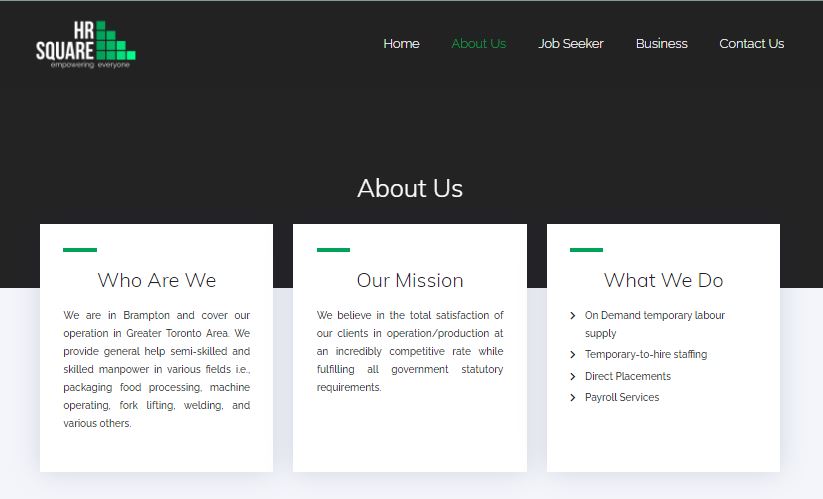 HR
SQUARE
empowering everyone
Home
About Us
Job Seeker
Business
Contact Us
About Us
Who Are We
We are in Brampton and cover our
operation in Greater Toronto Area. We
provide general help semi-skilled and
skilled manpower in various fields i.e.,
packaging food processing, machine
operating, fork lifting, welding, and
various others.
Our Mission
We believe in the total satisfaction of
our clients in operation/production at
an incredibly competitive rate while
fulfilling all government statutory
requirements.
What We Do
On Demand temporary labour
supply
Temporary-to-hire staffing
Direct Placements
Payroll Services